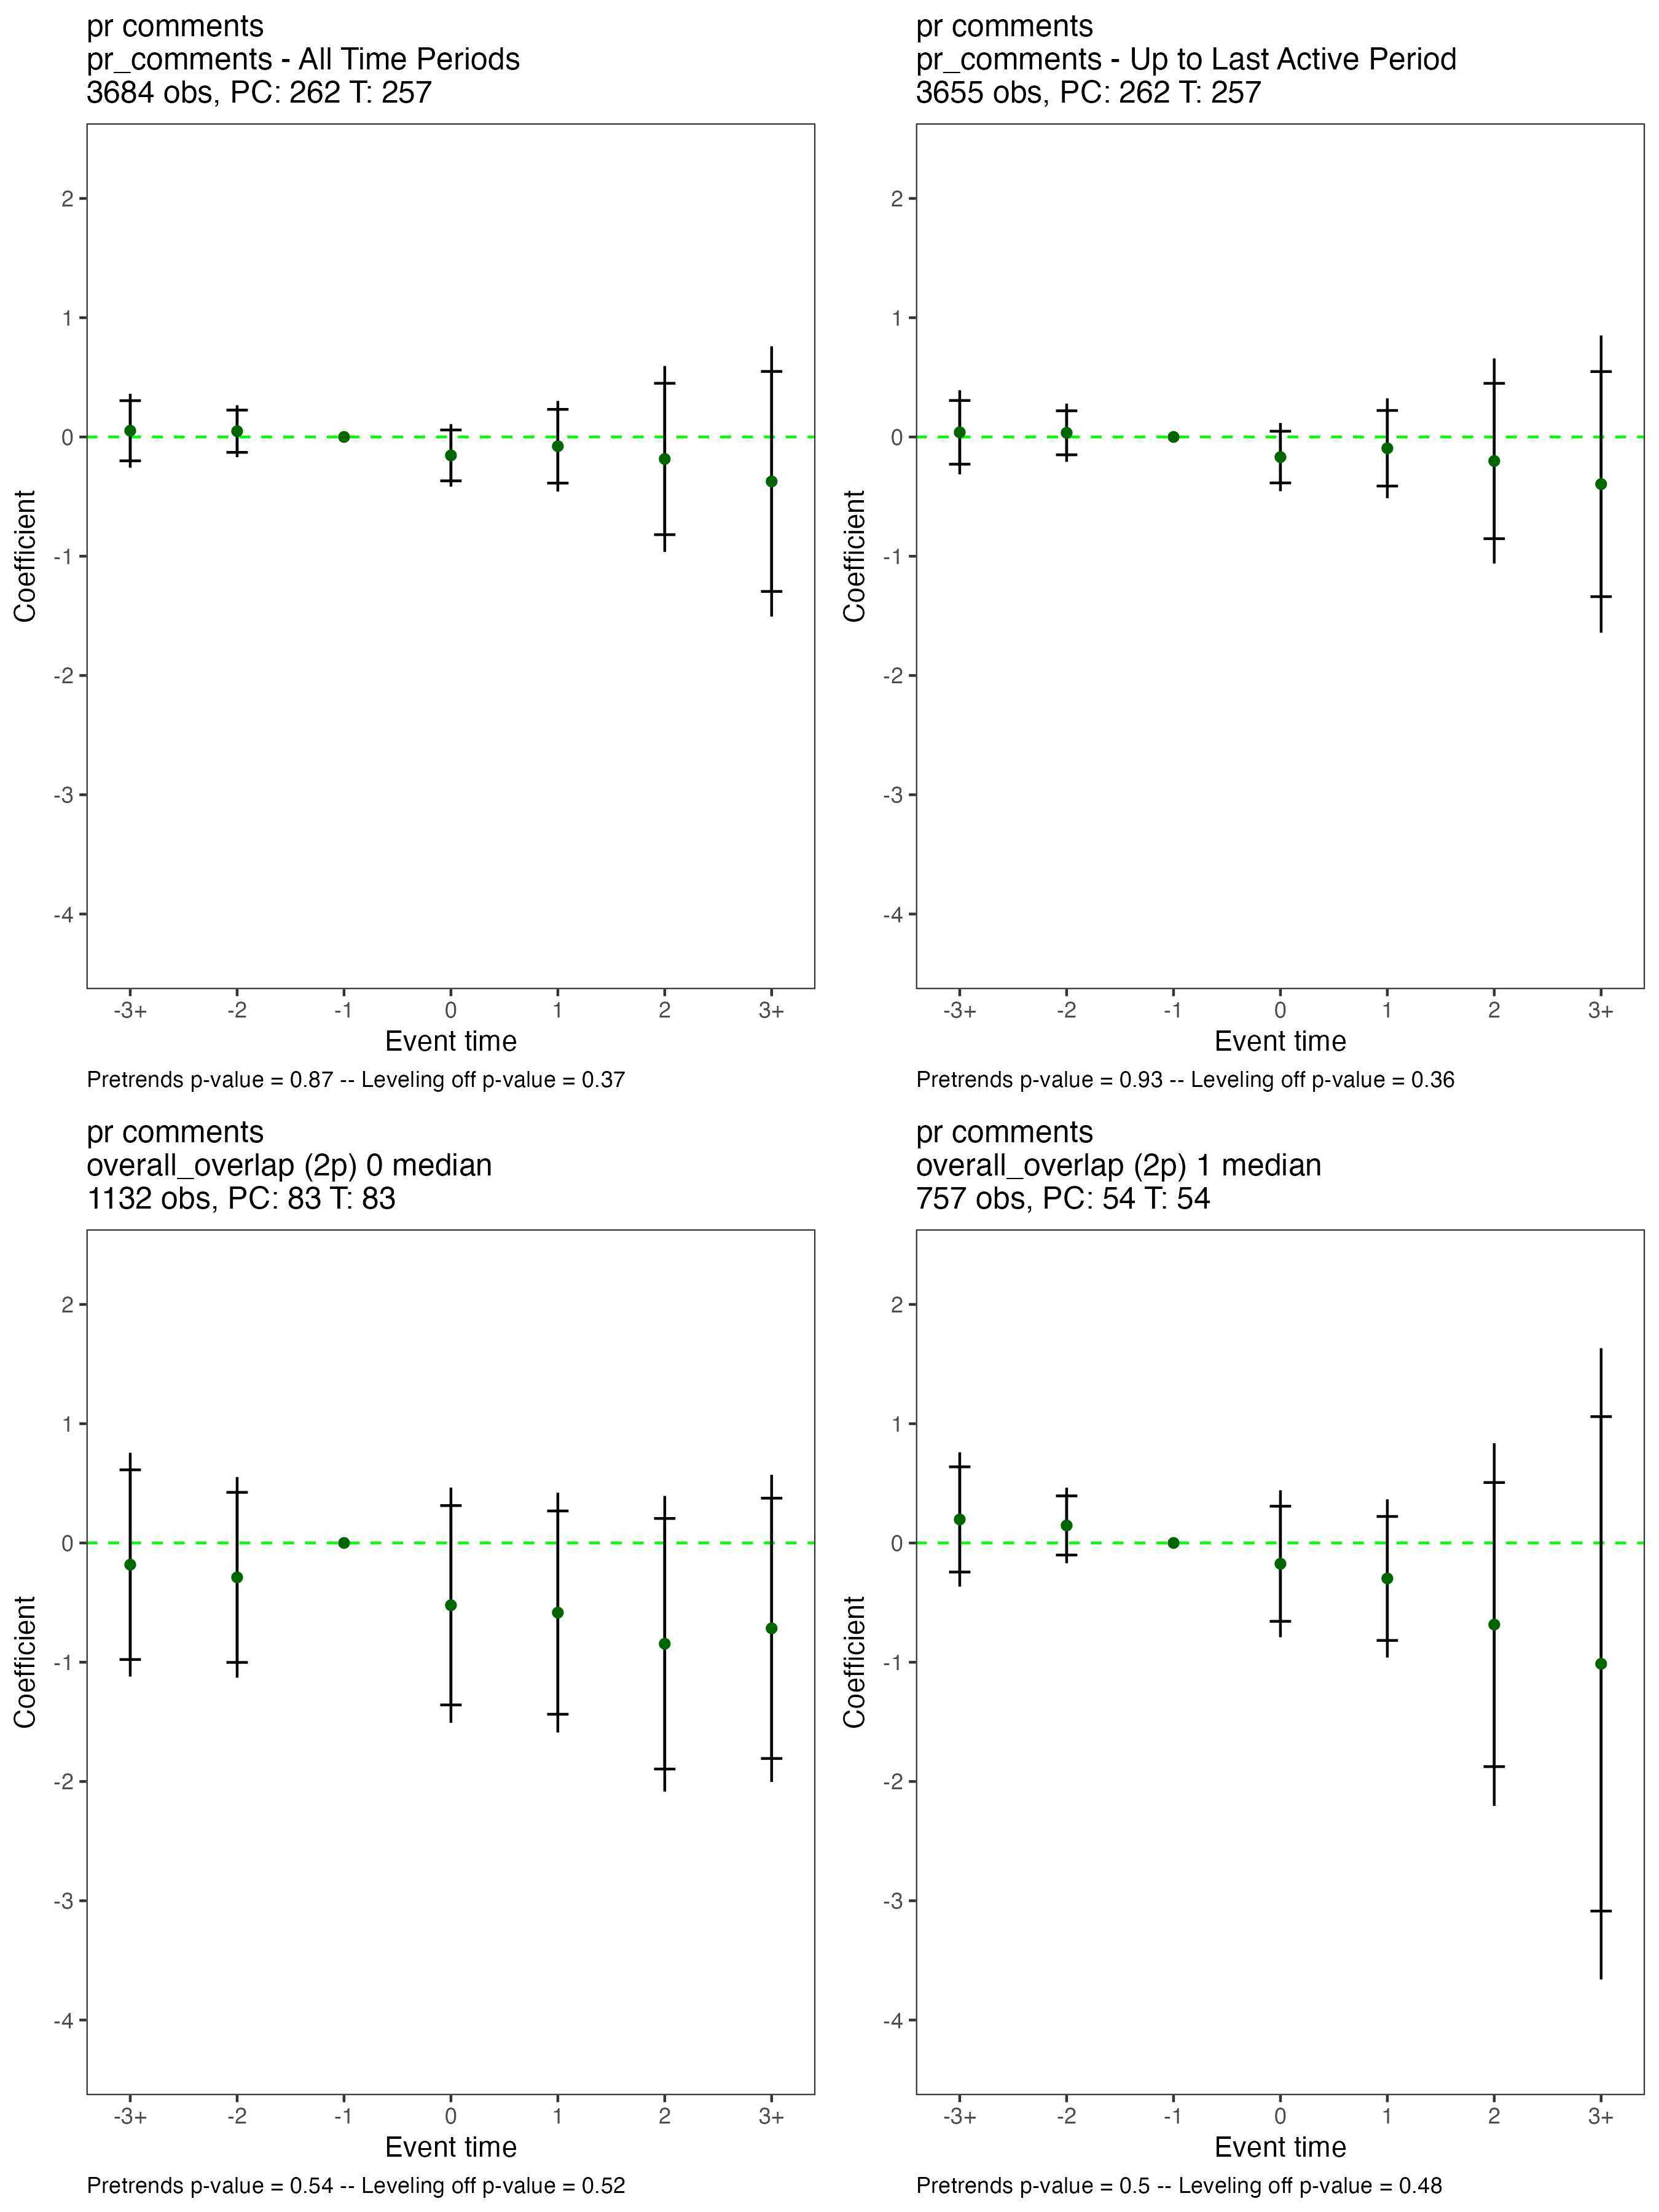 pr comments
pr_comments - All Time Periods
3684 obs, PC: 262 T: 257
2
1
0
-1
-2
-3
-4
Coefficient
-3+ -2 -1 0 1 2 3+
Event time
Pretrends p-value = 0.87 -- Leveling off p-value = 0.37
pr comments
pr_comments - Up to Last Active Period
3655 obs, PC: 262 T: 257
2
1
0
-1
-2
-3
-4
Coefficient
-3+ -2 -1 0 1 2 3+
Event time
Pretrends p-value = 0.93 -- Leveling off p-value = 0.36
pr comments
overall_overlap (2p) 0 median
1132 obs, PC: 83 T: 83
2
1
0
-1
-2
-3
-4
Coefficient
-3+ -2 -1 0 1 2 3+
Event time
Pretrends p-value = 0.54 -- Leveling off p-value = 0.52
pr comments
overall_overlap (2p) 1 median
757 obs, PC: 54 T: 54
2
1
0
-1
-2
-3
-4
Coefficient
-3+ -2 -1 0 1 2 3+
Event time
Pretrends p-value = 0.5 -- Leveling off p-value = 0.48